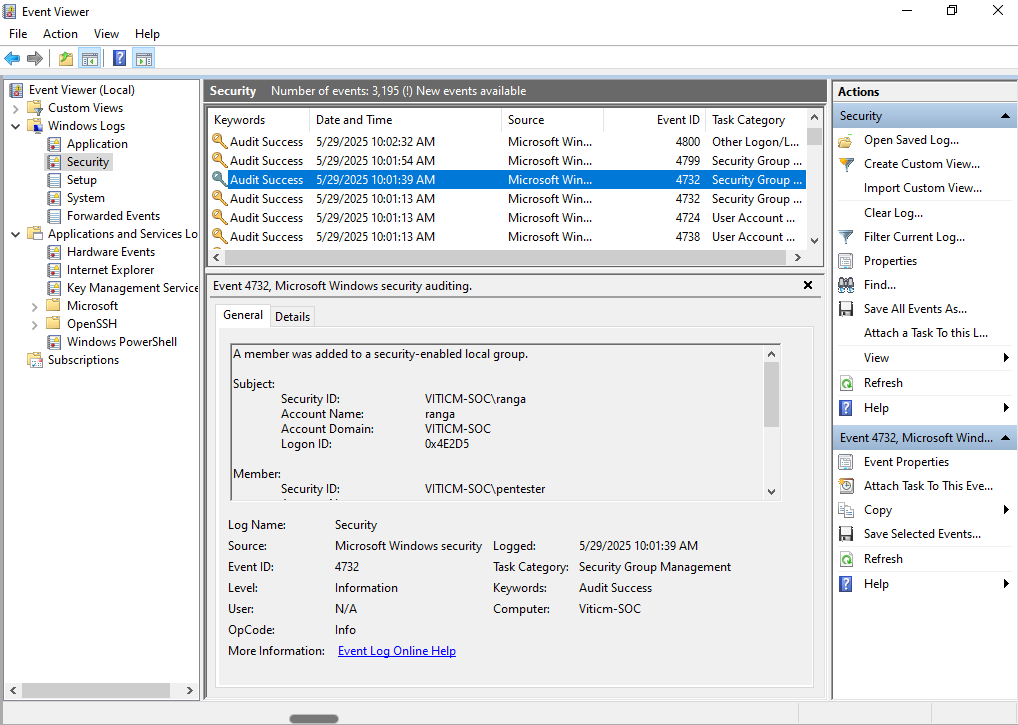 Event Viewer
File Action View Help
Event Viewer (Local)
Custom Views
Windows Logs
Application
Security
Setup
System
Forwarded Events
Applications and Services Lo
Hardware Events
Internet Explorer
Key Management Service
Microsoft
OpenSSH
Windows PowerShell
Subscriptions
Security Number of events: 3,195 (!) New events available
Keywords Date and Time Source Event ID Task Category
Audit Success 5/29/2025 10:02:32 AM Microsoft Win... 4800 Other Logon/L...
Audit Success 5/29/2025 10:01:54 AM Microsoft Win... 4799 Security Group ...
Audit Success 5/29/2025 10:01:39 AM Microsoft Win... 4732 Security Group ...
Audit Success 5/29/2025 10:01:13 AM Microsoft Win... 4732 Security Group ...
Audit Success 5/29/2025 10:01:13 AM Microsoft Win... 4724 User Account ...
Audit Success 5/29/2025 10:01:13 AM Microsoft Win... 4738 User Account ...
Event 4732, Microsoft Windows security auditing.
General Details
A member was added to a security-enabled local group.
Subject:
Security ID: VITICM-SOC\ranga
Account Name: ranga
Account Domain: VITICM-SOC
Logon ID: 0x4E2D5
Member:
Security ID: VITICM-SOC\pentester
Log Name: Security
Source: Microsoft Windows security Logged: 5/29/2025 10:01:39 AM
Event ID: 4732 Task Category: Security Group Management
Level: Information Keywords: Audit Success
User: N/A Computer: Viticm-SOC
OpCode: Info
More Information: Event Log Online Help
Actions
Security
Open Saved Log...
Create Custom View...
Import Custom View...
Clear Log...
Filter Current Log...
Properties
Find...
Save All Events As...
Attach a Task To this L...
View
Refresh
Help
Event 4732, Microsoft Wind...
Event Properties
Attach Task To This Eve...
Copy
Save Selected Events...
Refresh
Help